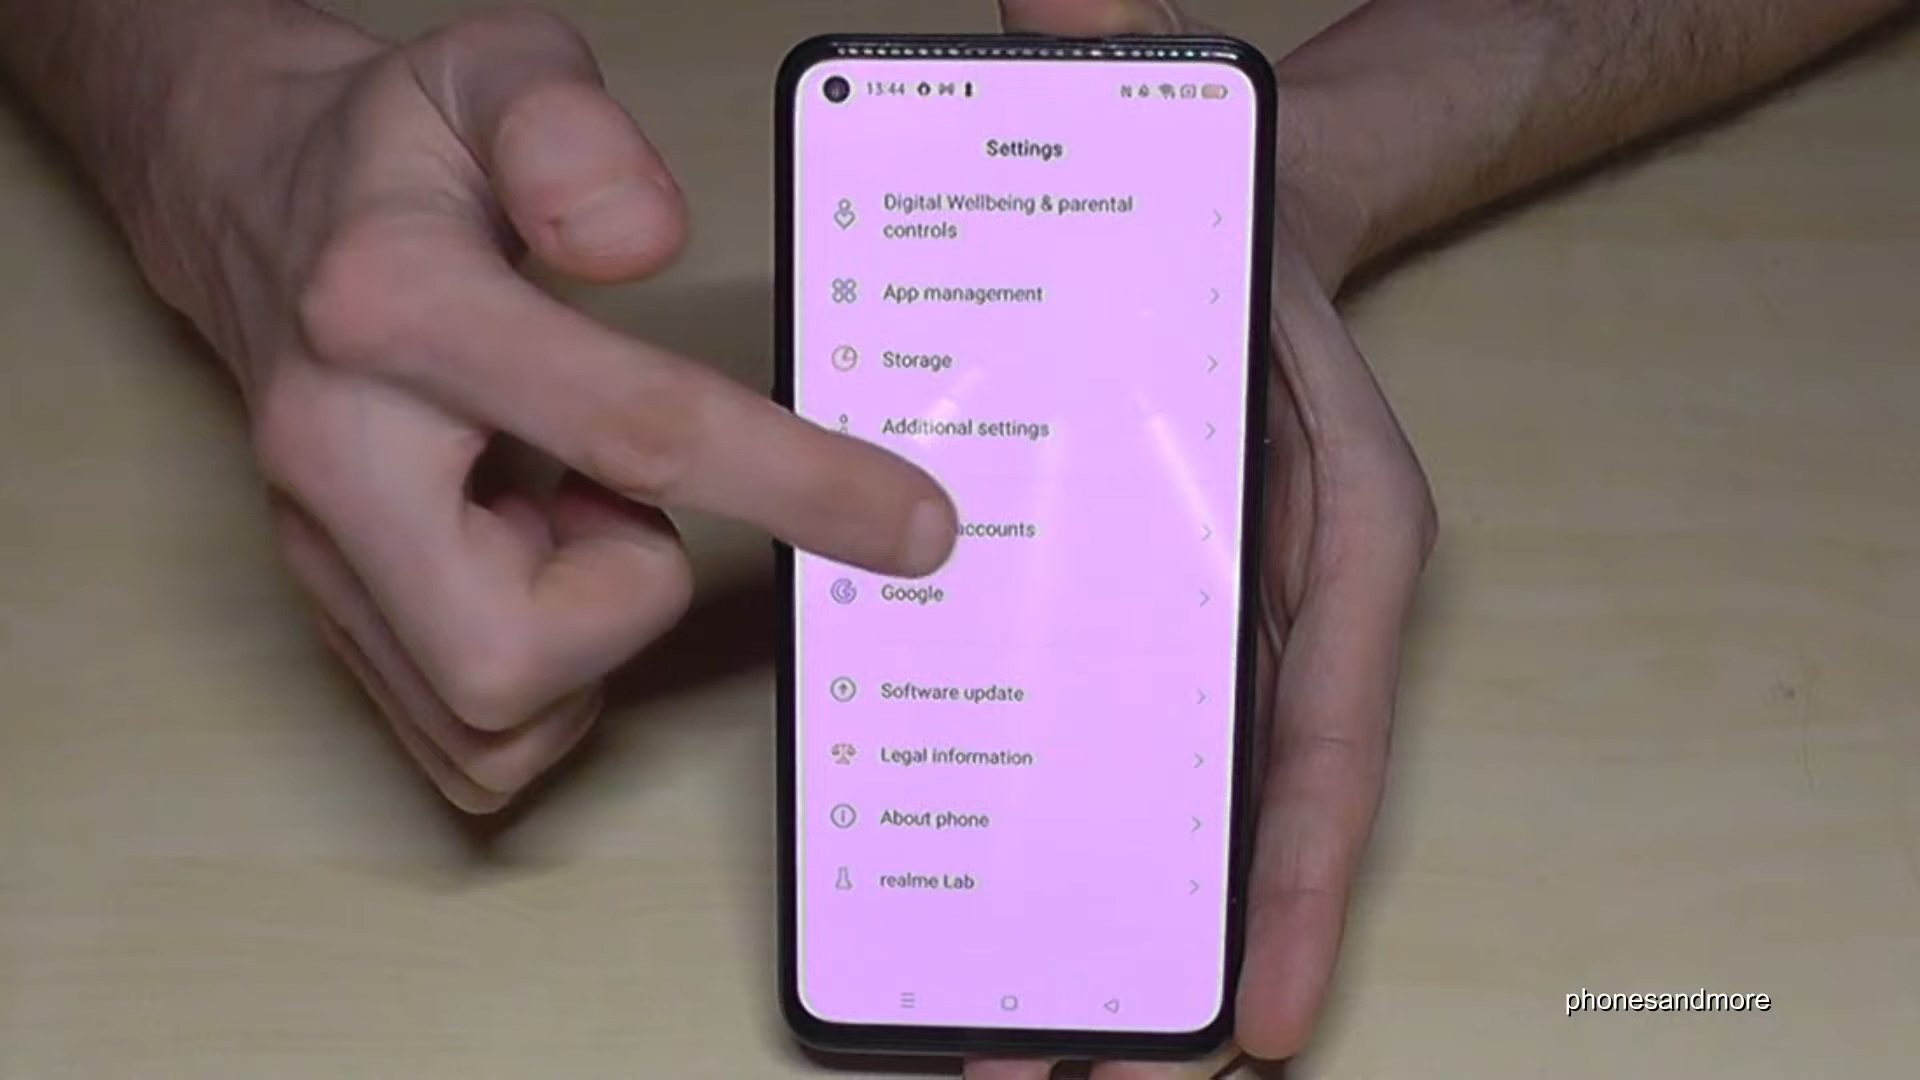 13:44
Settings
Digital Wellbeing & parental
controls
App management
Storage
Additional settings
accounts
Google
Software update
Legal information
About phone
realme Lab
phonesandmore